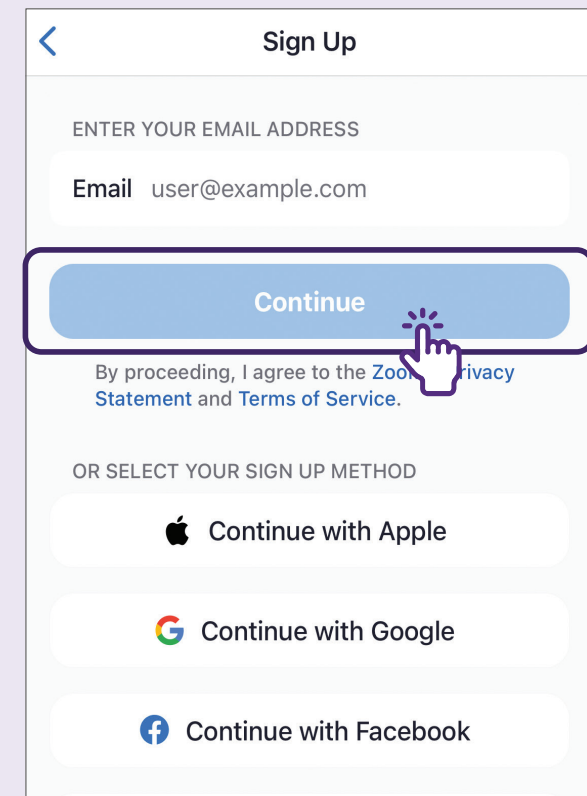 Sign Up
ENTER YOUR EMAIL ADDRESS
Email user@example.com
Continue
By proceeding, I agree to the
Statement and Terms of Service.
OR SELECT YOUR SIGN UP METHOD
Continue with Apple
Continue with Google
Continue with Facebook